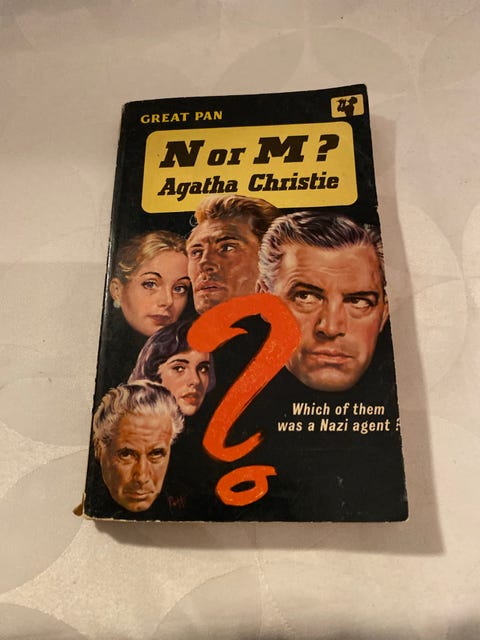 GREAT PAN
N or M?
Agatha Christie
Which of them
was a Nazi agent?